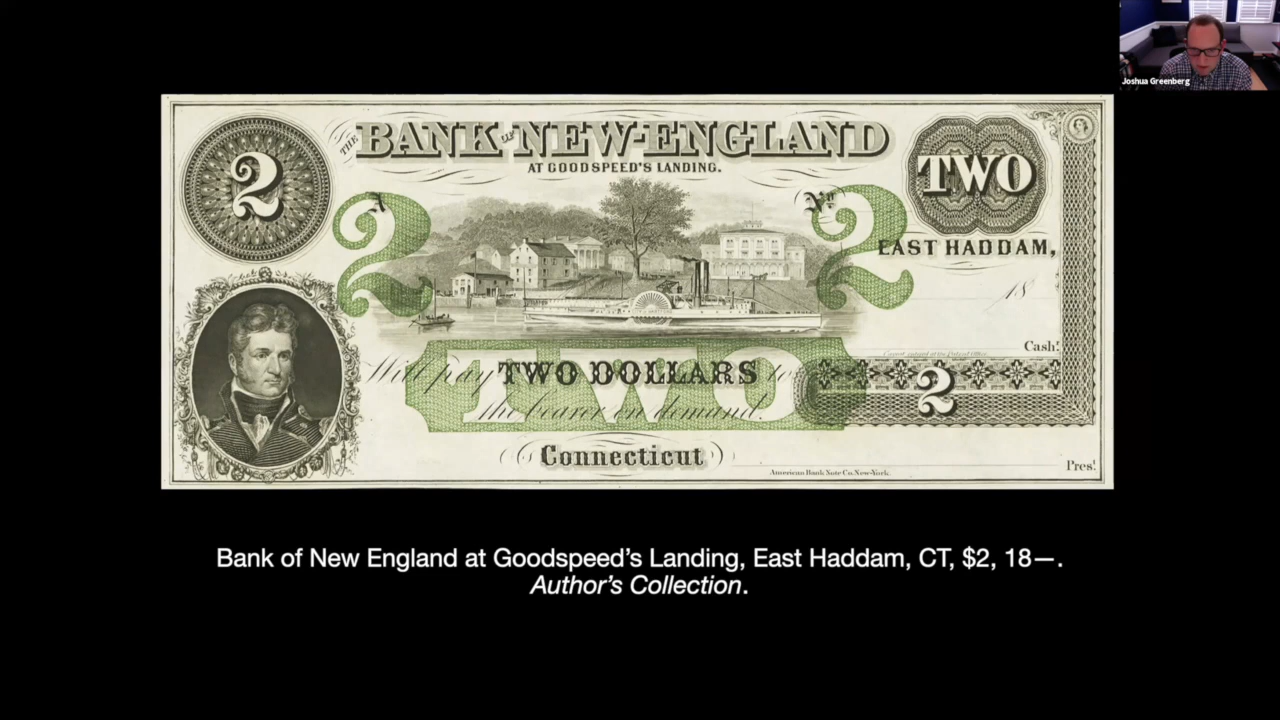 Joshua Greenberg
2
THE BANK OF NEW-ENGLAND
AT GOODSPEED'S LANDING.
TWO
A
2
No
2
EAST HADDAM,
18
Cash!
Will pay TWO DOLLARS to
TWO
the bearer on demand.
2
Connecticut
American Bank Note Co. New-York.
Pres!
Bank of New England at Goodspeed's Landing, East Haddam, CT, $2, 18—.
Author's Collection.